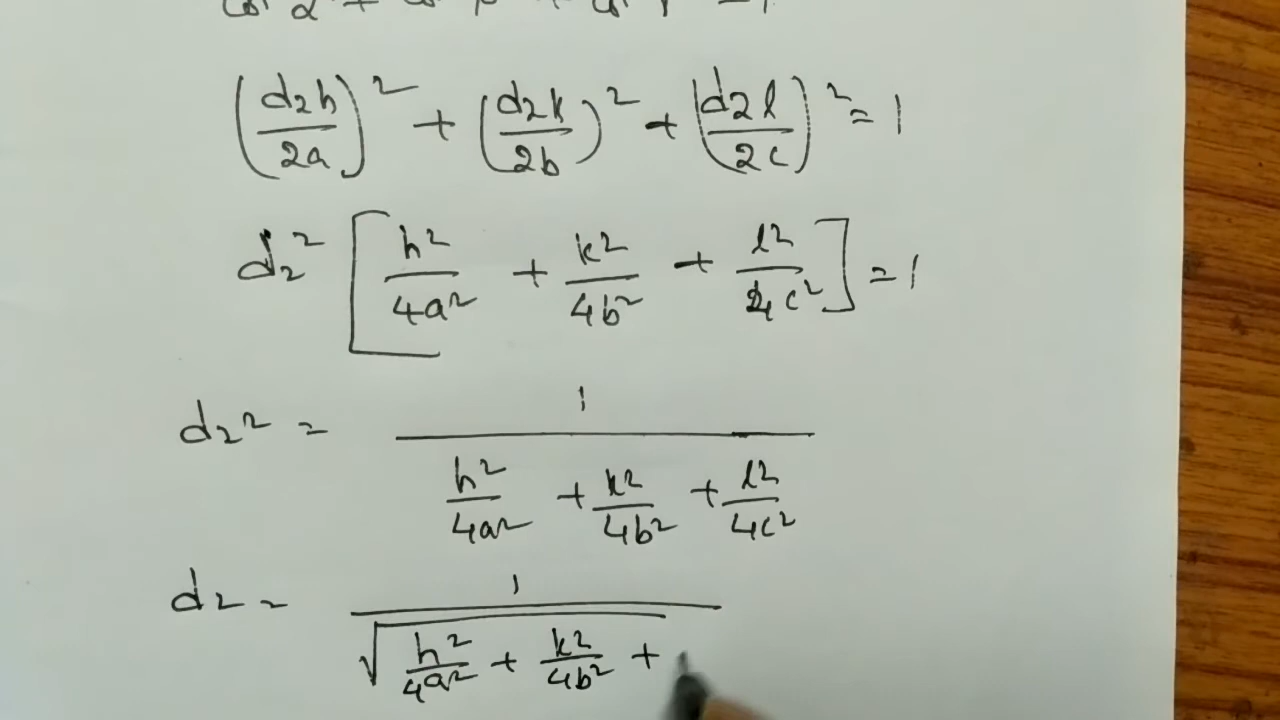 (d₂h/2a)² + (d₂k/2b)² + (d₂l/2c)² = 1
d₂² [h²/4a² + k²/4b² + l²/4c²] = 1
d₂² = 1/(h²/4a² + k²/4b² + l²/4c²)
d₂ = 1/√(h²/4a² + k²/4b² +